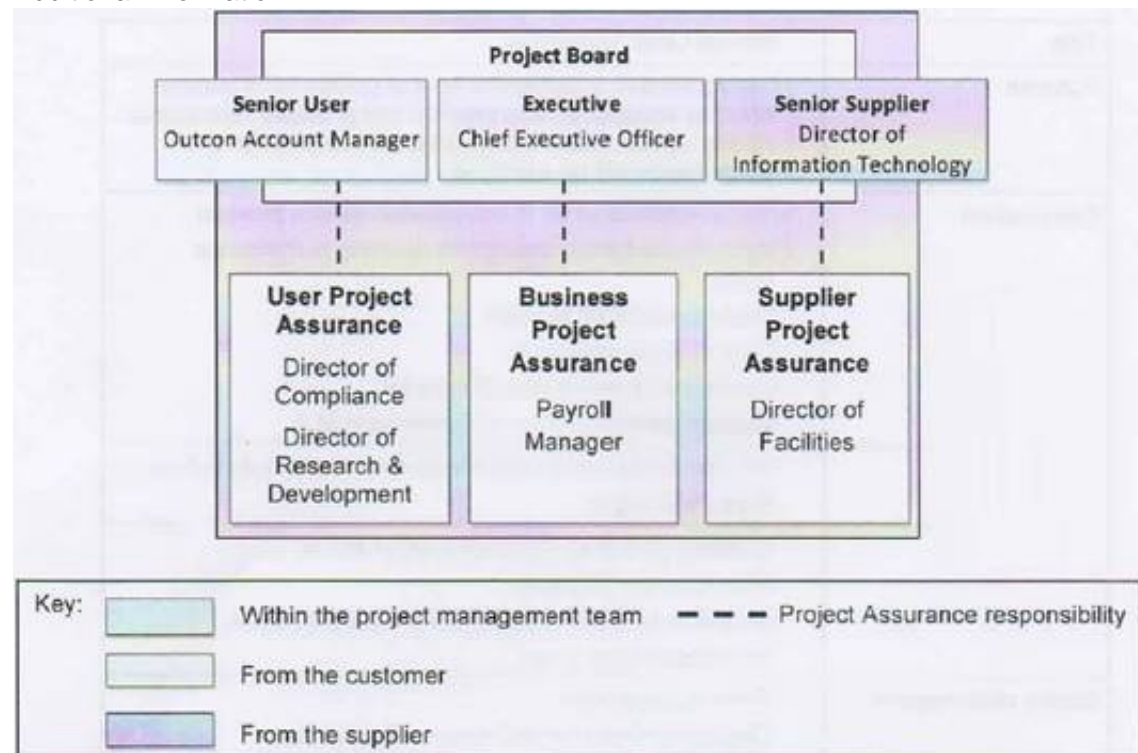 Project Board
Senior User
Outcon Account Manager
Executive
Chief Executive Officer
Senior Supplier
Director of
Information Technology
User Project
Assurance
Director of
Compliance
Director of
Research &
Development
Business
Project
Assurance
Payroll
Manager
Supplier
Project
Assurance
Director of
Facilities
Key:
Within the project management team
Project Assurance responsibility
From the customer
From the supplier